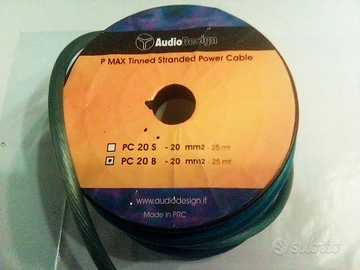 AudioDesign
P MAX Tinned Stranded Power Cable
PC 20 S - 20 mm2 - 25 mt
PC 20 B - 20 mm2 - 25 mt
www.audiodesign.it
Made in PRC
subito